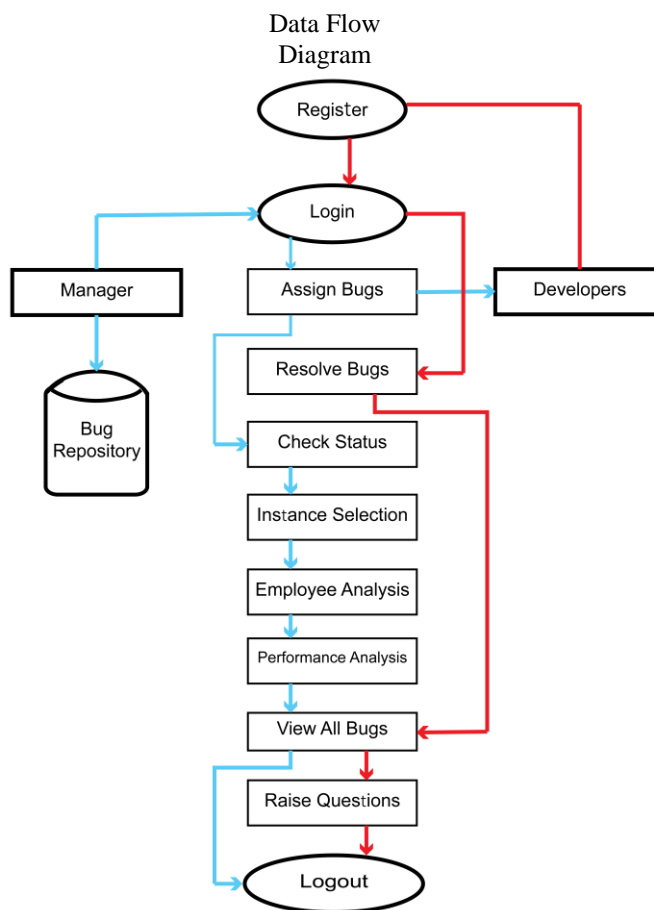 Data Flow
Diagram
Register
Login
Manager
Assign Bugs
Developers
Resolve Bugs
Bug
Repository
Check Status
Instance Selection
Employee Analysis
Performance Analysis
View All Bugs
Raise Questions
Logout